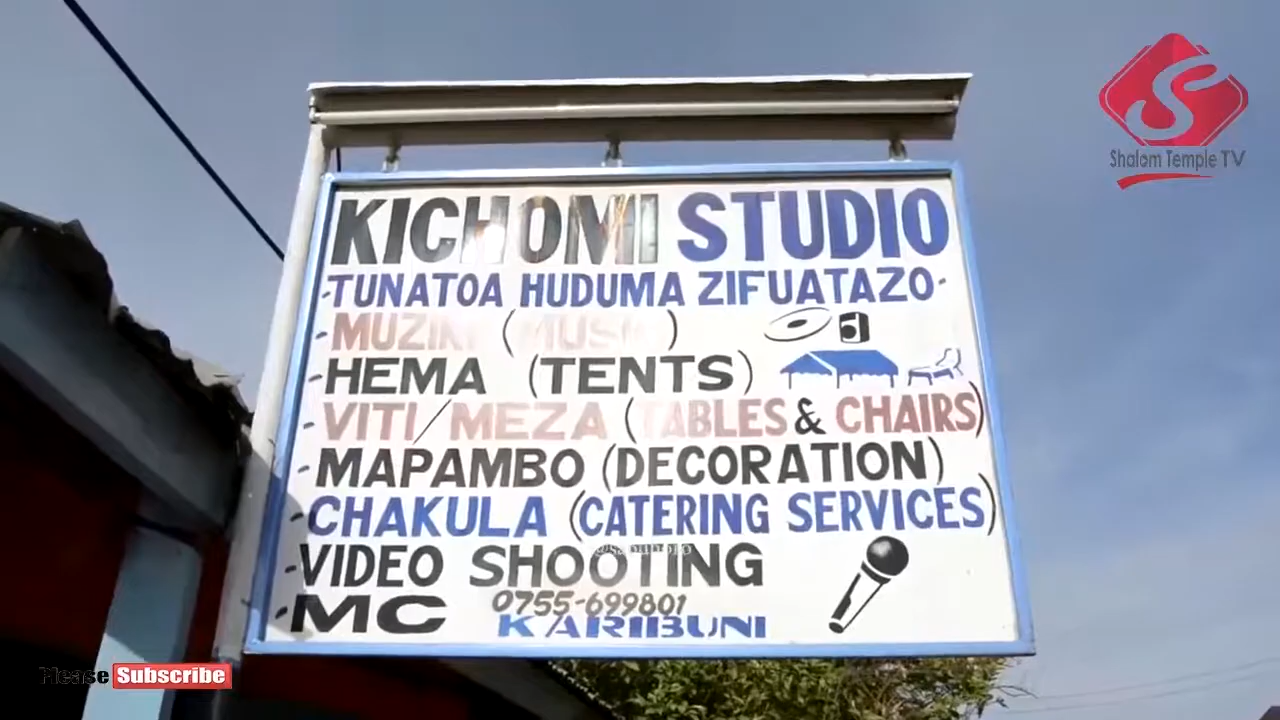 Shalom Temple TV
KICHOMI STUDIO
-TUNATOA HUDUMA ZIFUATAZO-
-MUZIKI (MUSIC)
-HEMA (TENTS)
-VITI/MEZA (TABLES & CHAIRS)
-MAPAMBO (DECORATION)
-CHAKULA (CATERING SERVICES)
-VIDEO SHOOTING
-MC 0755-699801
KARIBUNI
Please Subscribe